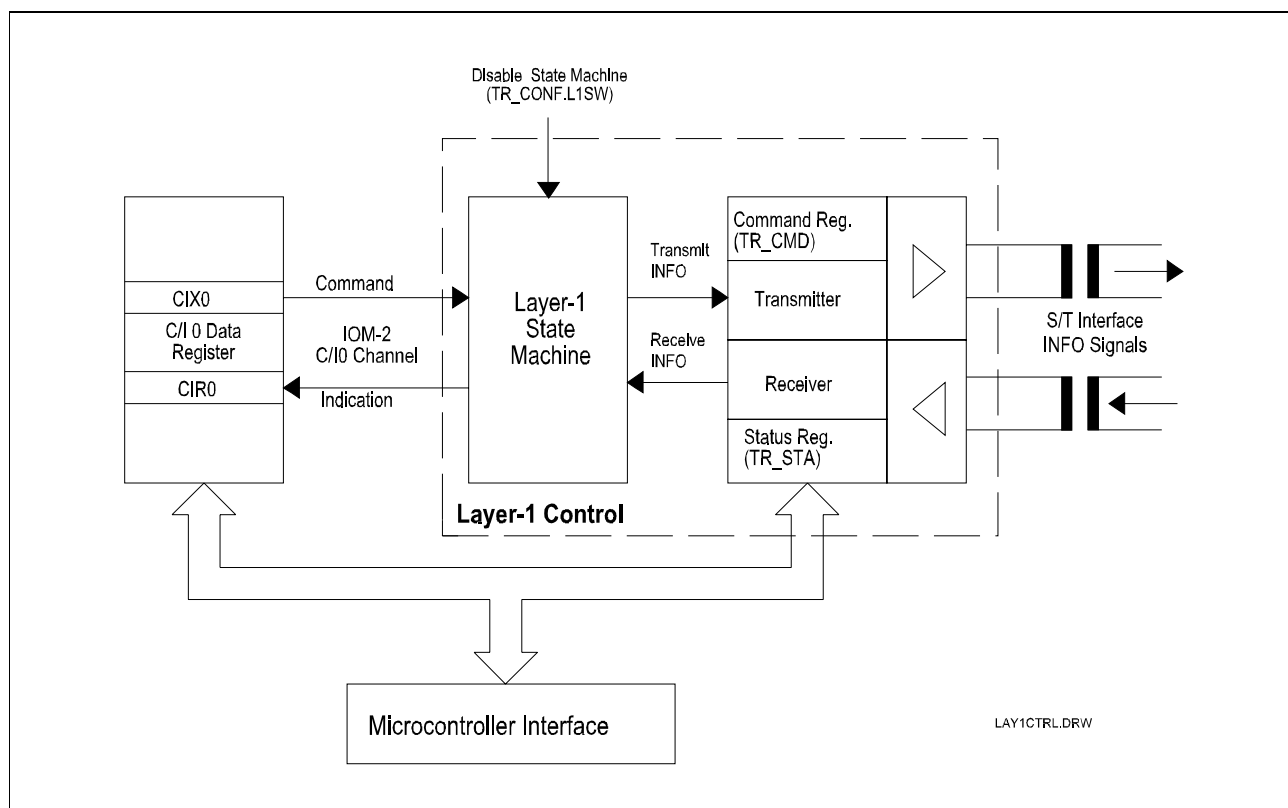 Disable State Machine
(TR_CONF.L1SW)
Command Reg.
(TR_CMD)
Transmit
INFO
CIX0
Command
Layer-1
State
Machine
Transmitter
C/I 0 Data
Register
IOM-2
C/I0 Channel
Receive
INFO
S/T Interface
INFO Signals
CIR0
Indication
Receiver
Status Reg.
(TR_STA)
Layer-1 Control
Microcontroller Interface
LAY1CTRL.DRW